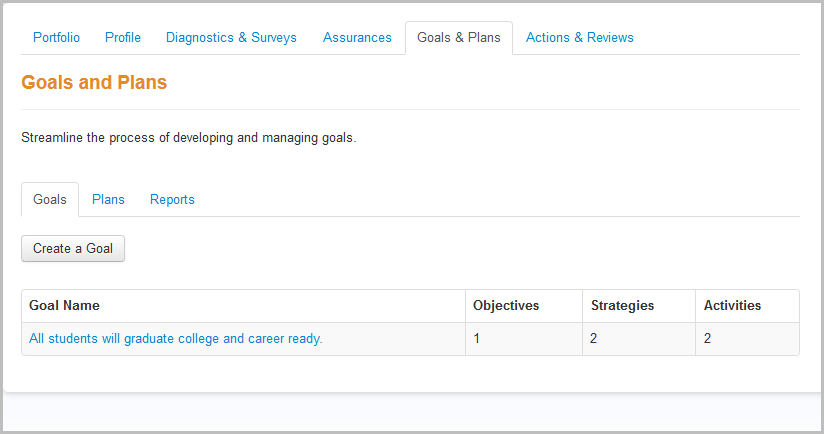 Portfolio Profile Diagnostics & Surveys Assurances Goals & Plans Actions & Reviews
Goals and Plans
Streamline the process of developing and managing goals.
Goals Plans Reports
Create a Goal
Goal Name Objectives Strategies Activities
All students will graduate college and career ready. 1 2 2